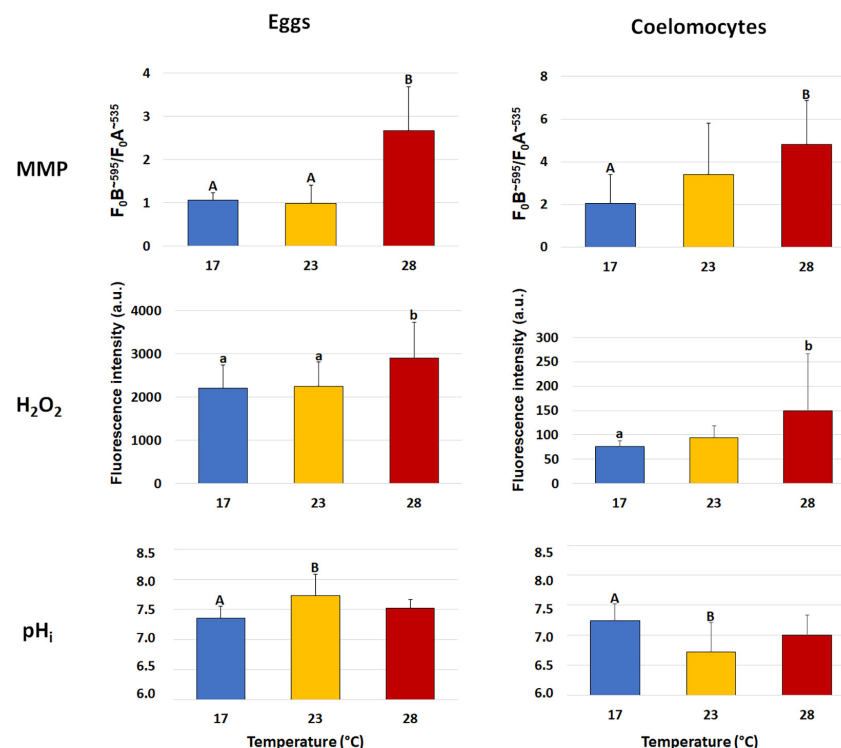 Eggs
Coelomocytes
MMP
F₀B~⁵⁹⁵/F₀A~⁵³⁵
4
3
2
1
0
A
A
B
17
23
28
F₀B~⁵⁹⁵/F₀A~⁵³⁵
8
6
4
2
0
A
B
17
23
28
H₂O₂
Fluorescence intensity (a.u.)
4000
3000
2000
1000
0
a
a
b
17
23
28
Fluorescence intensity (a.u.)
300
250
200
150
100
50
0
a
b
17
23
28
pHᵢ
8.5
8.0
7.5
7.0
6.5
6.0
A
B
17
23
28
Temperature (°C)
8.5
8.0
7.5
7.0
6.5
6.0
A
B
17
23
28
Temperature (°C)